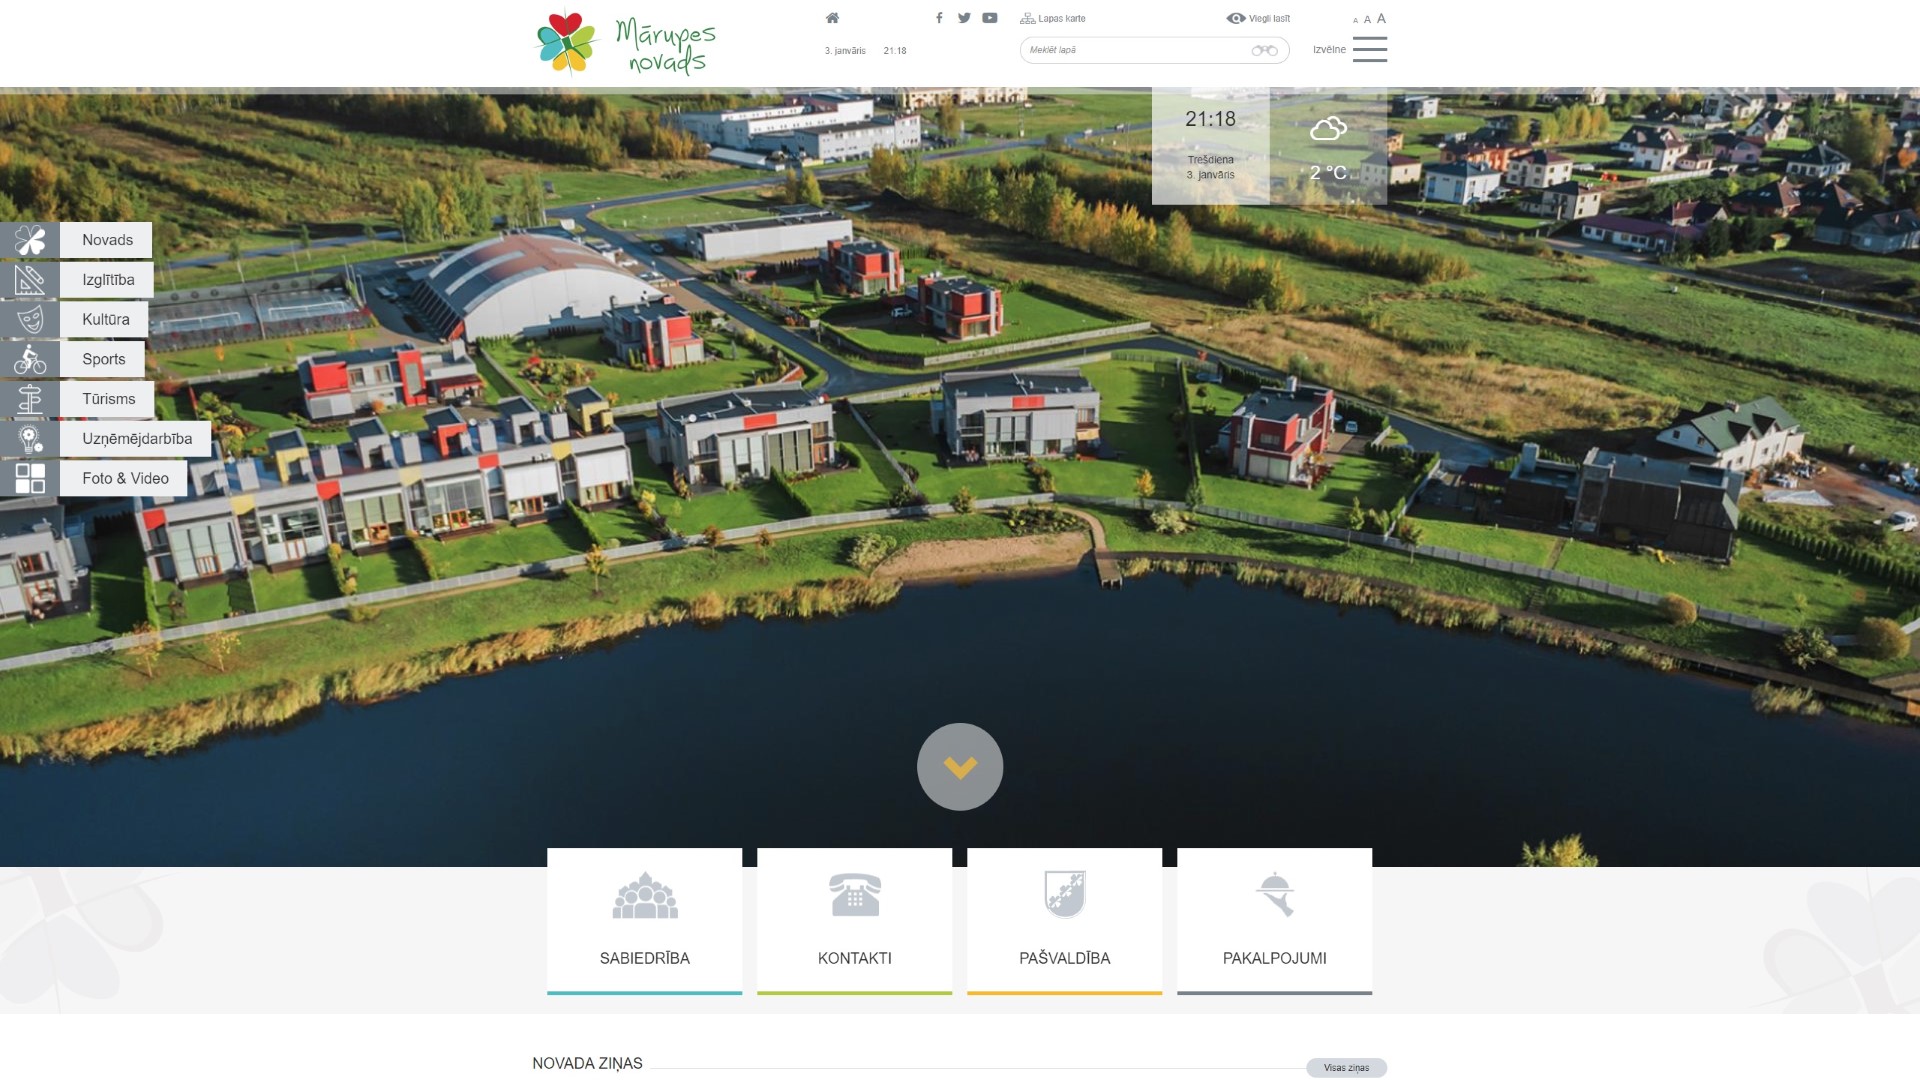 Mārupes
novads
Lapas karte
Viegli lasīt
A A A
3. janvāris 21:18
Meklēt lapā
Izvēlne
21:18
Trešdiena
3. janvāris
2 °C
Novads
Izglītība
Kultūra
Sports
Tūrisms
Uzņēmējdarbība
Foto & Video
SABIEDRĪBA
KONTAKTI
PAŠVALDĪBA
PAKALPOJUMI
NOVADA ZIŅAS
Visas ziņas